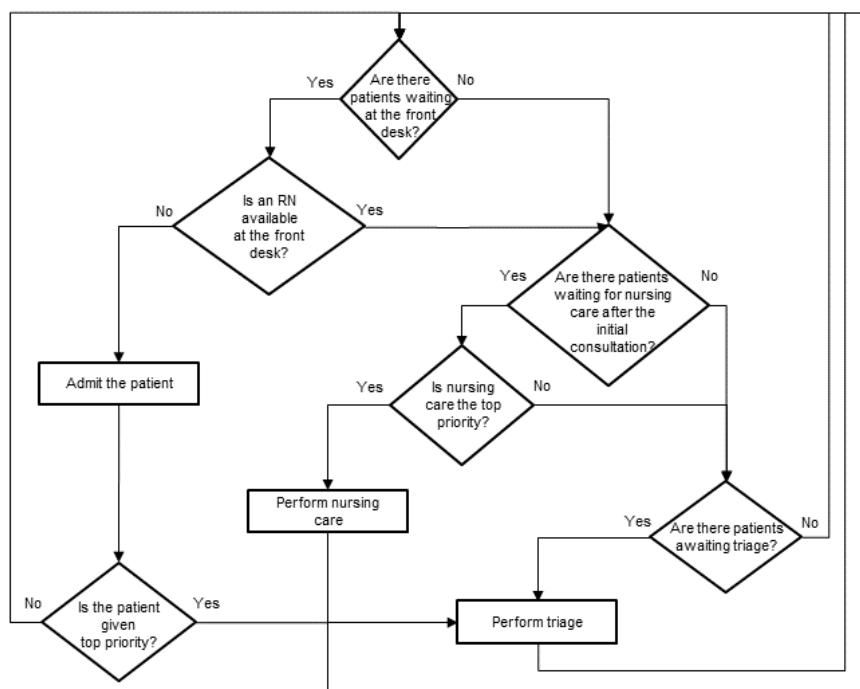 Yes
Are there
patients waiting
at the front
desk?
No
No
Is an RN
available
at the front
desk?
Yes
Yes
Are there patients
waiting for nursing
care after the
initial
consultation?
No
Admit the patient
Yes
Is nursing
care the top
priority?
No
Perform nursing
care
Yes
Are there patients
awaiting triage?
No
No
Is the patient
given
top priority?
Yes
Perform triage